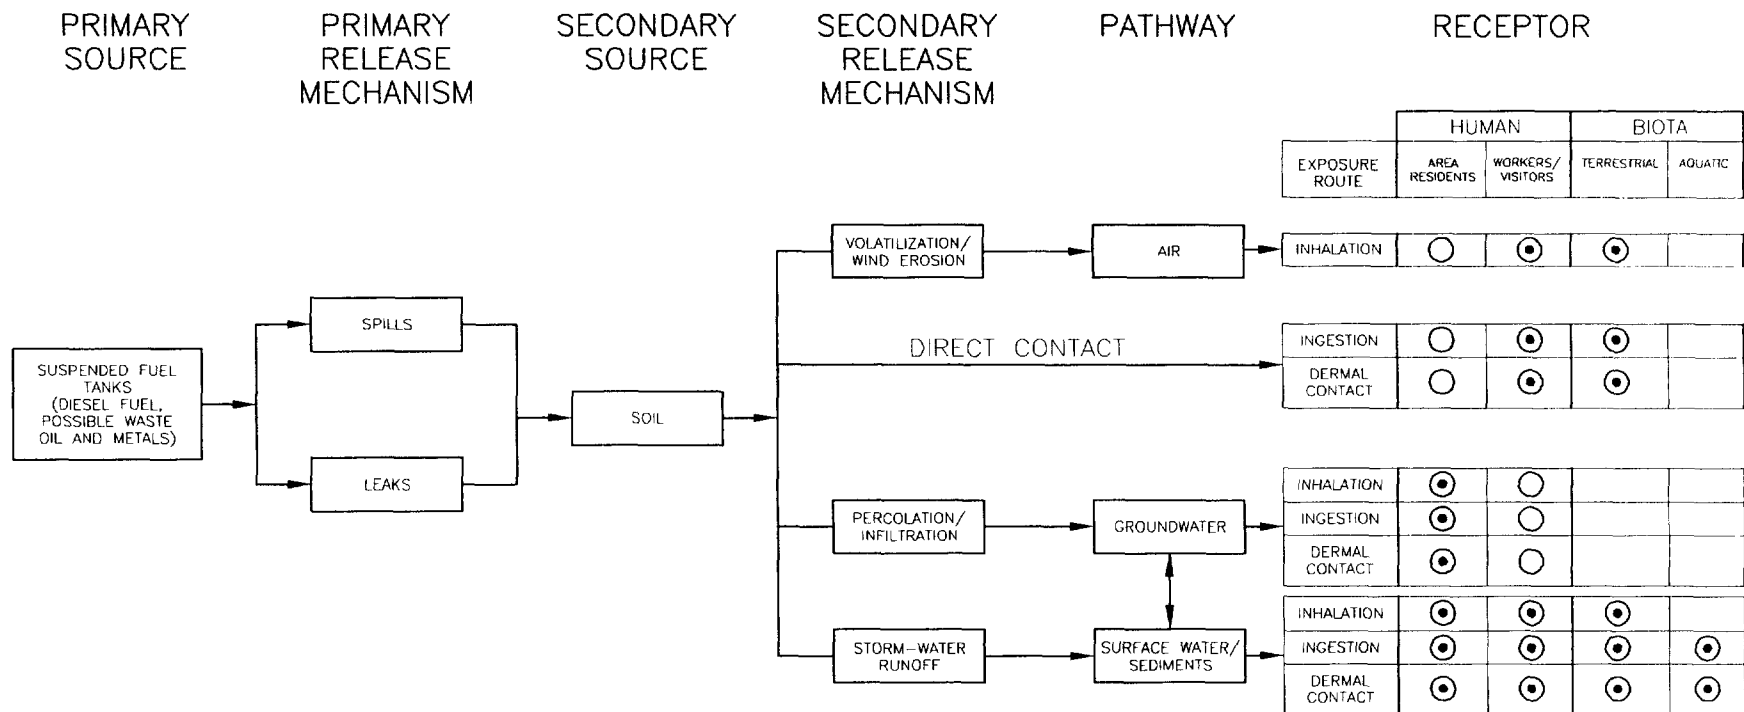 PRIMARY
SOURCE
PRIMARY
RELEASE
MECHANISM
SECONDARY
SOURCE
SECONDARY
RELEASE
MECHANISM
PATHWAY
RECEPTOR
HUMAN
BIOTA
EXPOSURE
ROUTE
AREA
RESIDENTS
WORKERS/
VISITORS
TERRESTRIAL
AQUATIC
VOLATILIZATION/
WIND EROSION
AIR
INHALATION
SPILLS
DIRECT CONTACT
INGESTION
DERMAL
CONTACT
SUSPENDED FUEL
TANKS
(DIESEL FUEL,
POSSIBLE WASTE
OIL AND METALS)
SOIL
LEAKS
PERCOLATION/
INFILTRATION
GROUNDWATER
INHALATION
INGESTION
DERMAL
CONTACT
STORM-WATER
RUNOFF
SURFACE WATER/
SEDIMENTS
INHALATION
INGESTION
DERMAL
CONTACT